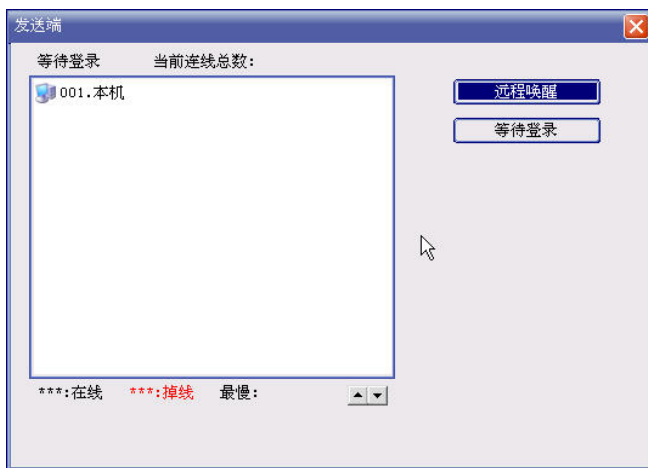 发送端
等待登录 当前连线总数:
001.本机
远程唤醒
等待登录
***:在线 ***:掉线 最慢: